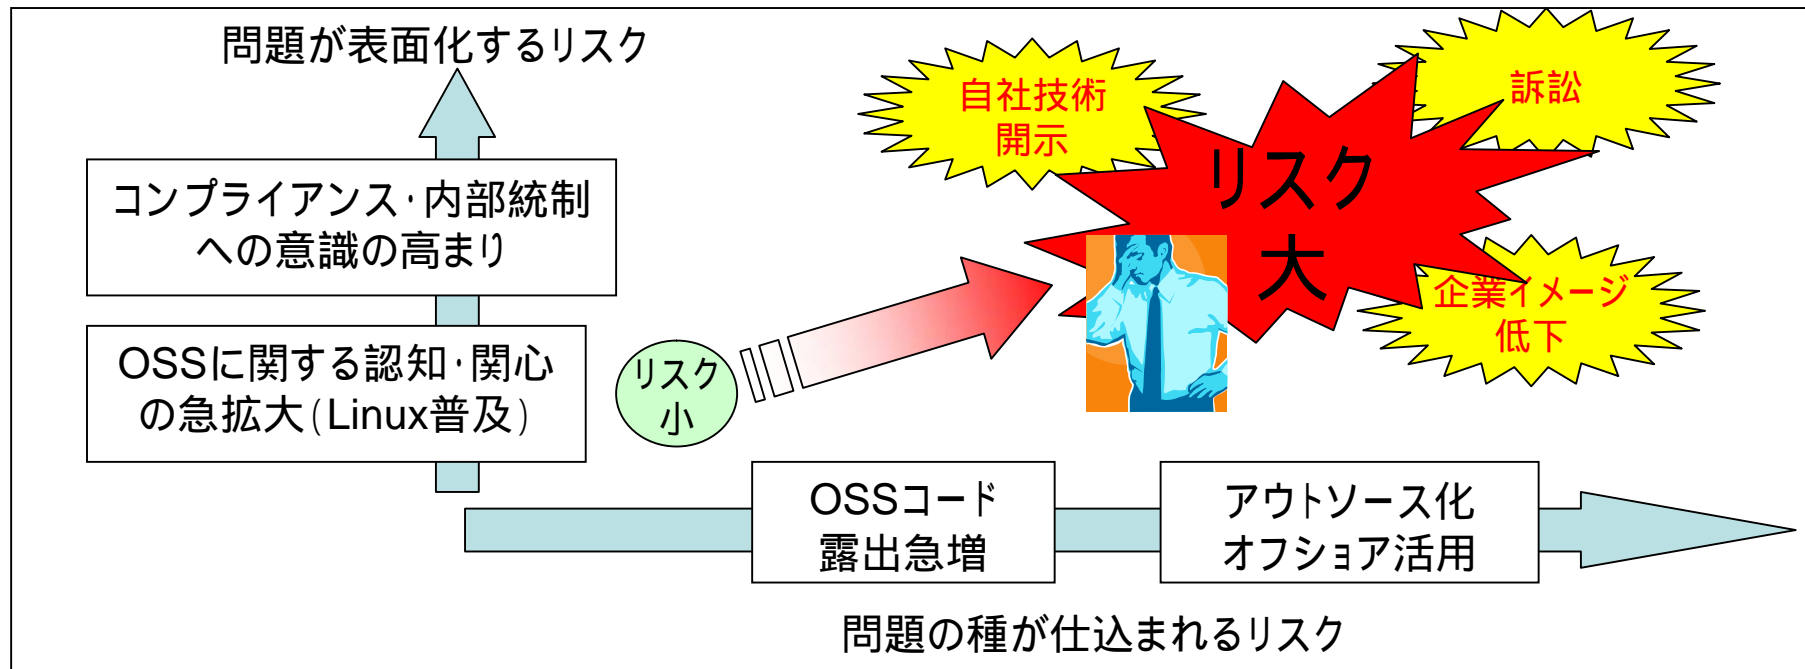 問題が表面化するリスク
コンプライアンス・内部統制
への意識の高まり
OSSに関する認知・関心
の急拡大(Linux普及)
リスク
小
自社技術
開示
訴訟
リスク
大
企業イメージ
低下
OSSコード
露出急増
アウトソース化
オフショア活用
問題の種が仕込まれるリスク